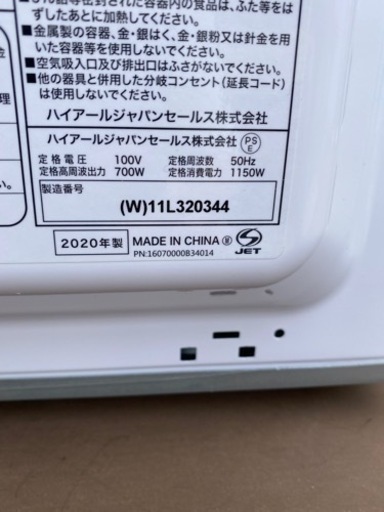 はずしたあとに加熱してください。
■金属製の容器、金・銀はく、金・銀粉又は針金を用
いた容器等を使用しないでください。
■空気吸入口及び排出口はふさがないでください。
■他の器具と併用した分岐コンセント(延長コード)
は使用しないでください。
ハイアールジャパンセールス株式会社
ハイアールジャパンセールス株式会社 PSE
定格電圧 100V 定格周波数 50Hz
定格高周波出力 700W 定格消費電力 1150W
製造番号
(W)11L320344
2020年製 MADE IN CHINA JET
PN:16070000B34014
金
理
い。